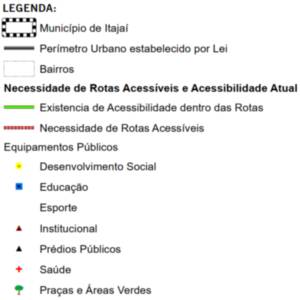 LEGENDA:
Município de Itajaí
Perímetro Urbano estabelecido por Lei
Bairros
Necessidade de Rotas Acessíveis e Acessibilidade Atual
Existencia de Acessibilidade dentro das Rotas
Necessidade de Rotas Acessíveis
Equipamentos Públicos
Desenvolvimento Social
Educação
Esporte
Institucional
Prédios Públicos
Saúde
Praças e Áreas Verdes